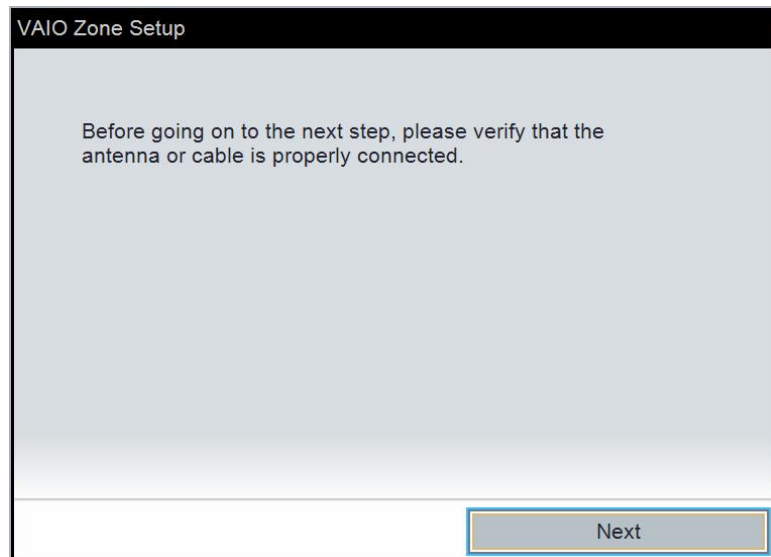 VAIO Zone Setup
Before going on to the next step, please verify that the
antenna or cable is properly connected.
Next